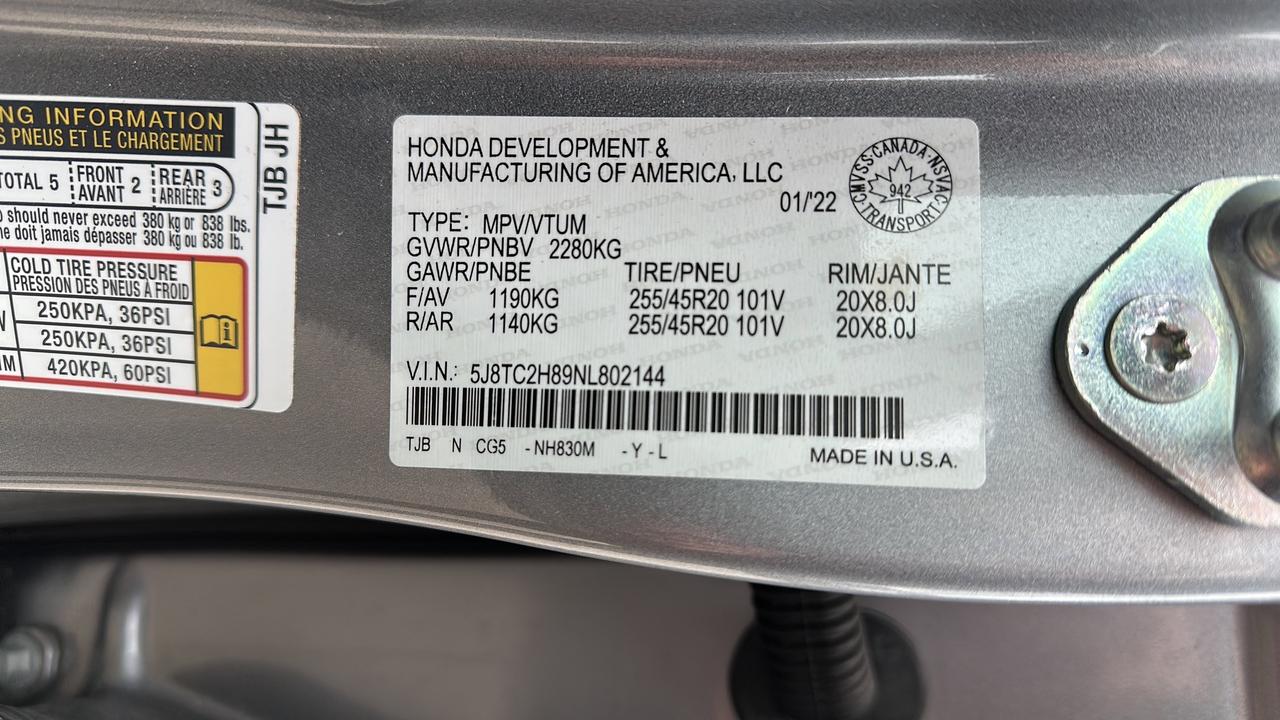 NG INFORMATION
S PNEUS ET LE CHARGEMENT
TOTAL 5 FRONT AVANT 2 REAR ARRIÈRE 3
should never exceed 380 kg or 838 lbs.
ne doit jamais dépasser 380 kg ou 838 lb.
COLD TIRE PRESSURE
PRESSION DES PNEUS À FROID
250KPA, 36PSI
250KPA, 36PSI
420KPA, 60PSI
TJB JH
HONDA DEVELOPMENT &
MANUFACTURING OF AMERICA, LLC
01/'22
CMVSS·CANADA·NSVAC
942
TRANSPORT
TYPE: MPV/VTUM
GVWR/PNBV 2280KG
GAWR/PNBE TIRE/PNEU RIM/JANTE
F/AV 1190KG 255/45R20 101V 20X8.0J
R/AR 1140KG 255/45R20 101V 20X8.0J
V.I.N.: 5J8TC2H89NL802144
TJB N CG5 -NH830M -Y-L
MADE IN U.S.A.